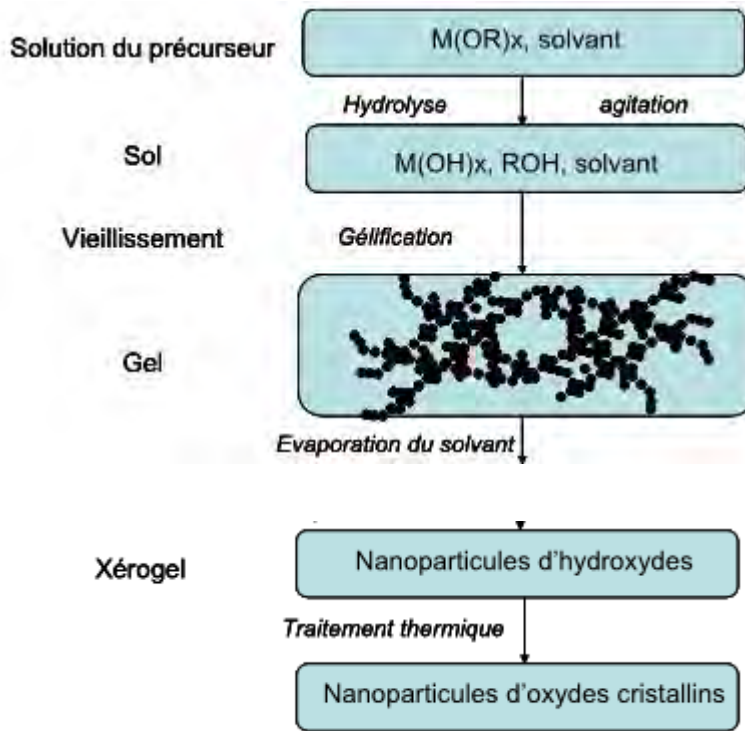 Solution du précurseur
M(OR)x, solvant
Hydrolyse
agitation
Sol
M(OH)x, ROH, solvant
Vieillissement
Gélification
Gel
Evaporation du solvant
Xérogel
Nanoparticules d'hydroxydes
Traitement thermique
Nanoparticules d'oxydes cristallins